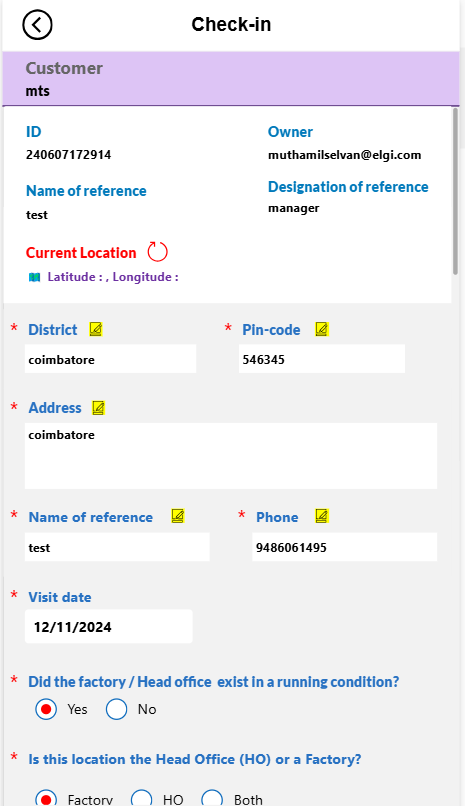 Check-in
Customer
mts
ID
240607172914
Owner
muthamilselvan@elgi.com
Name of reference
test
Designation of reference
manager
Current Location
Latitude : , Longitude :
* District
coimbatore
* Pin-code
546345
* Address
coimbatore
* Name of reference
test
* Phone
9486061495
* Visit date
12/11/2024
* Did the factory / Head office exist in a running condition?
Yes No
* Is this location the Head Office (HO) or a Factory?
Factory HO Both